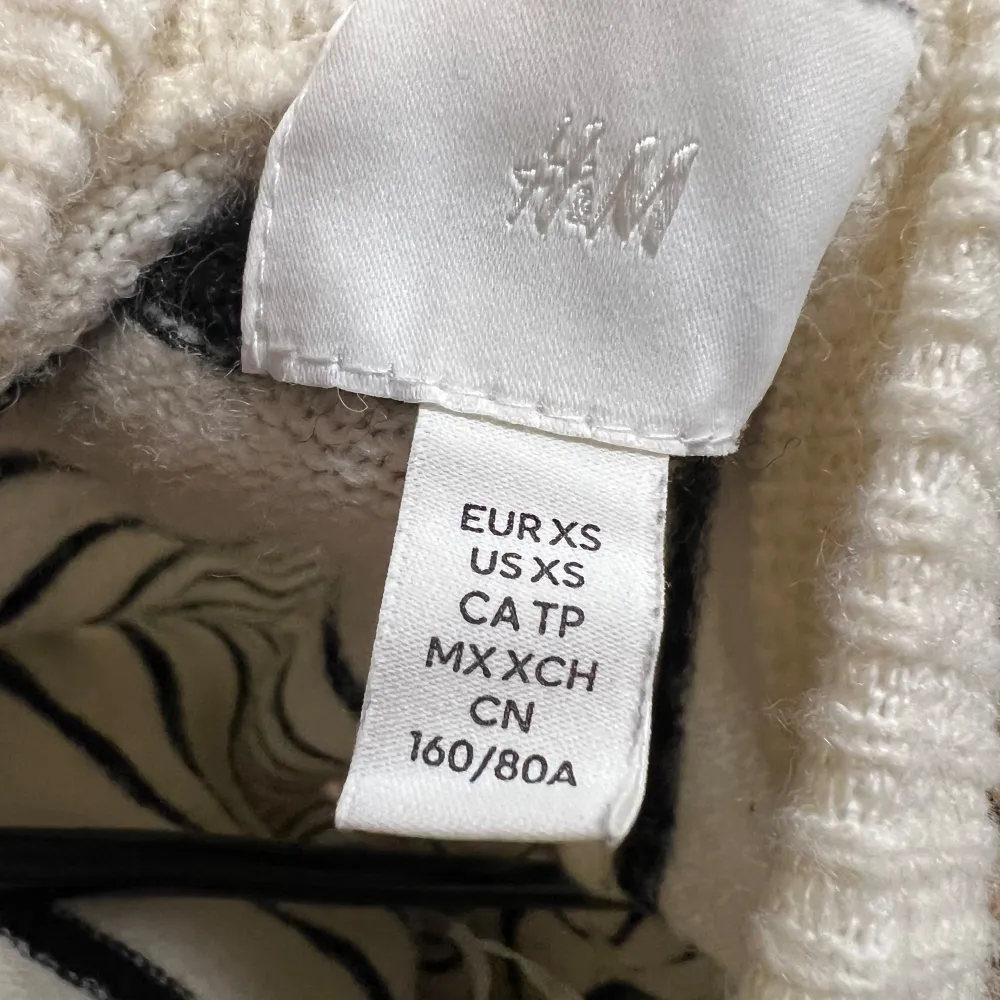 H&M
EUR XS
US XS
CA TP
MX XCH
CN
160/80A